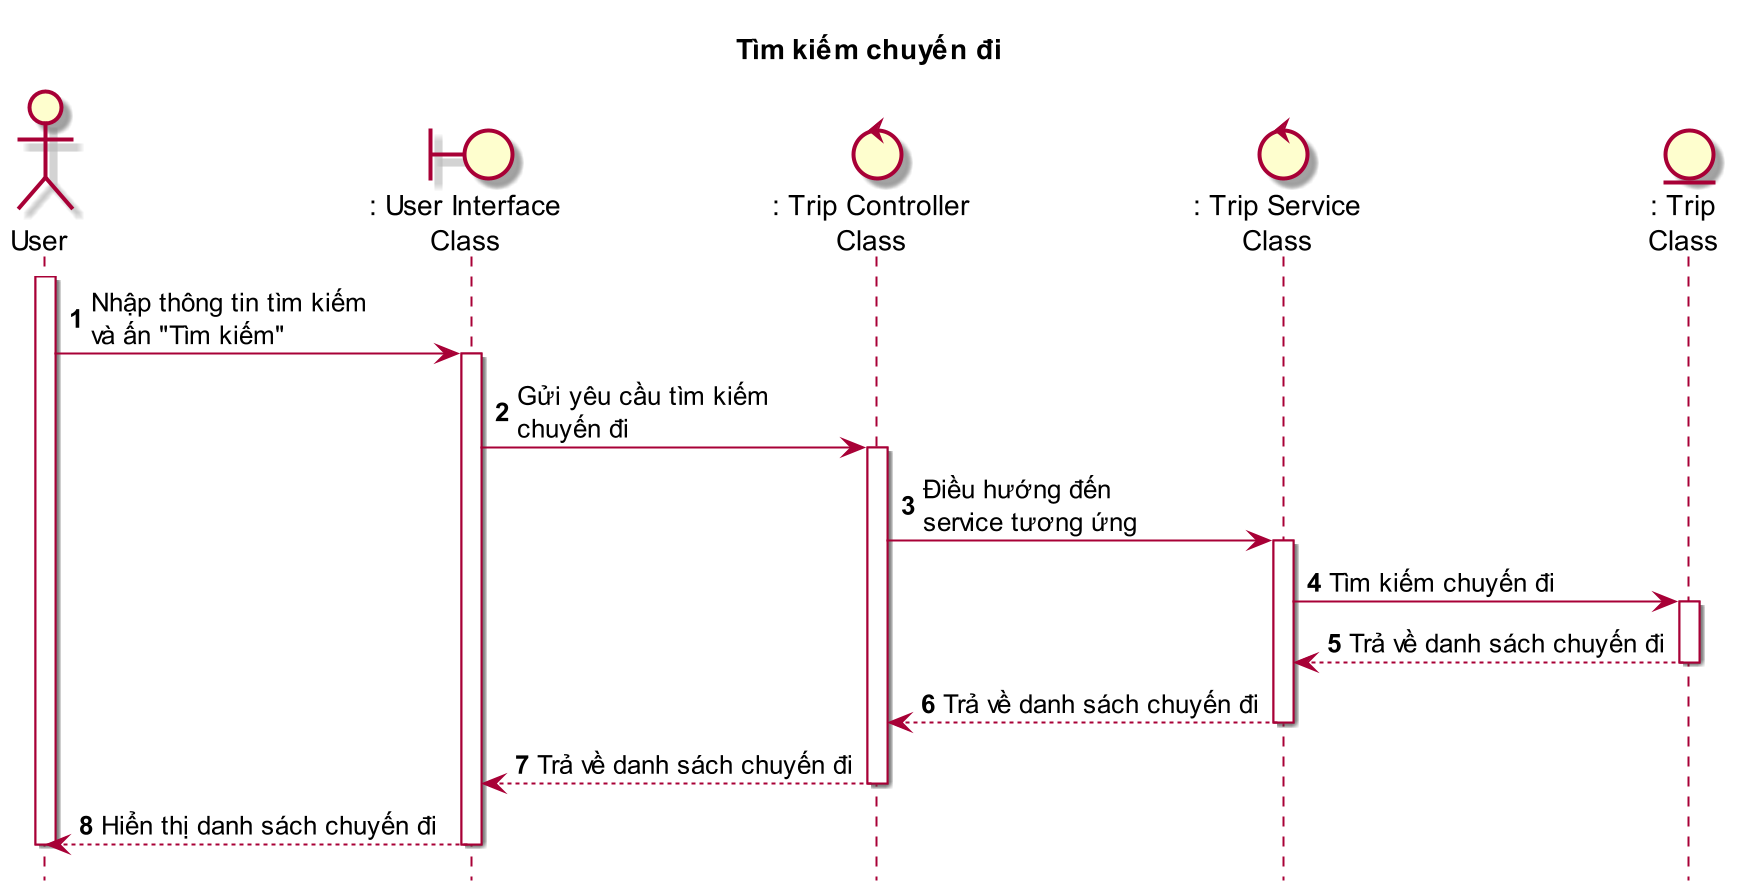 Tìm kiếm chuyến đi
User
: User Interface
Class
: Trip Controller
Class
: Trip Service
Class
: Trip
Class
1 Nhập thông tin tìm kiếm
và ấn "Tìm kiếm"
2 Gửi yêu cầu tìm kiếm
chuyến đi
3 Điều hướng đến
service tương ứng
4 Tìm kiếm chuyến đi
5 Trả về danh sách chuyến đi
6 Trả về danh sách chuyến đi
7 Trả về danh sách chuyến đi
8 Hiển thị danh sách chuyến đi